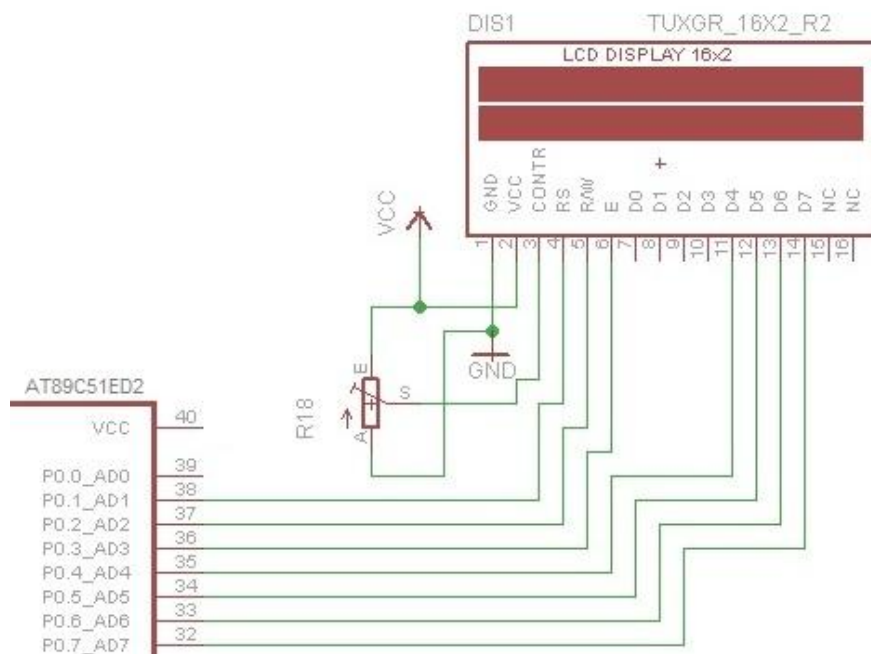 DIS1 TUXGR_16X2_R2
LCD DISPLAY 16x2
GND VCC CONTR RS R/W E D0 D1 D2 D3 D4 D5 D6 D7 NC NC
1 2 3 4 5 6 7 8 9 10 11 12 13 14 15 16
VCC
GND
E
S
A
R18
AT89C51ED2
VCC 40
P0.0_AD0 39
P0.1_AD1 38
P0.2_AD2 37
P0.3_AD3 36
P0.4_AD4 35
P0.5_AD5 34
P0.6_AD6 33
P0.7_AD7 32